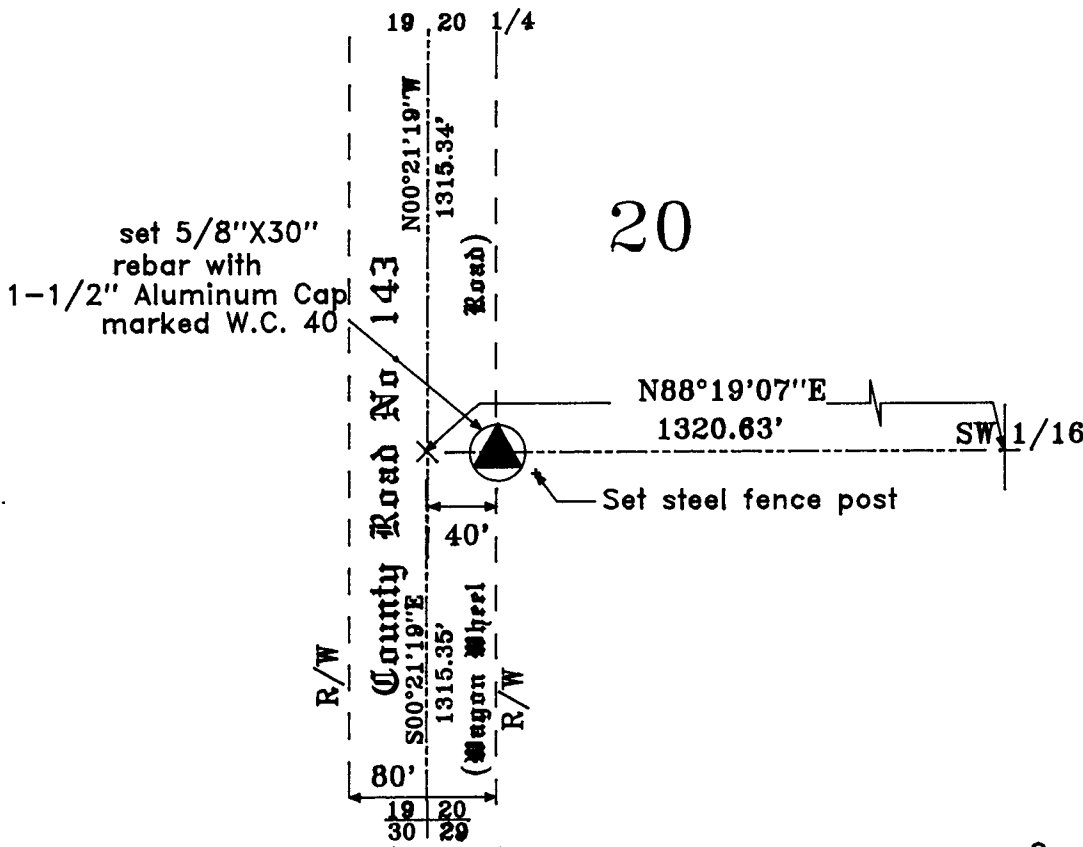 19 20 1/4
N00°21'19"W
1315.34'
20
set 5/8"X30"
rebar with
1-1/2" Aluminum Cap
marked W.C. 40
County Road No 143
(Wagon Wheel Road)
N88°19'07"E
1320.63'
SW 1/16
Set steel fence post
40'
S00°21'19"E
1315.35'
R/W
R/W
80'
19 20
30 29